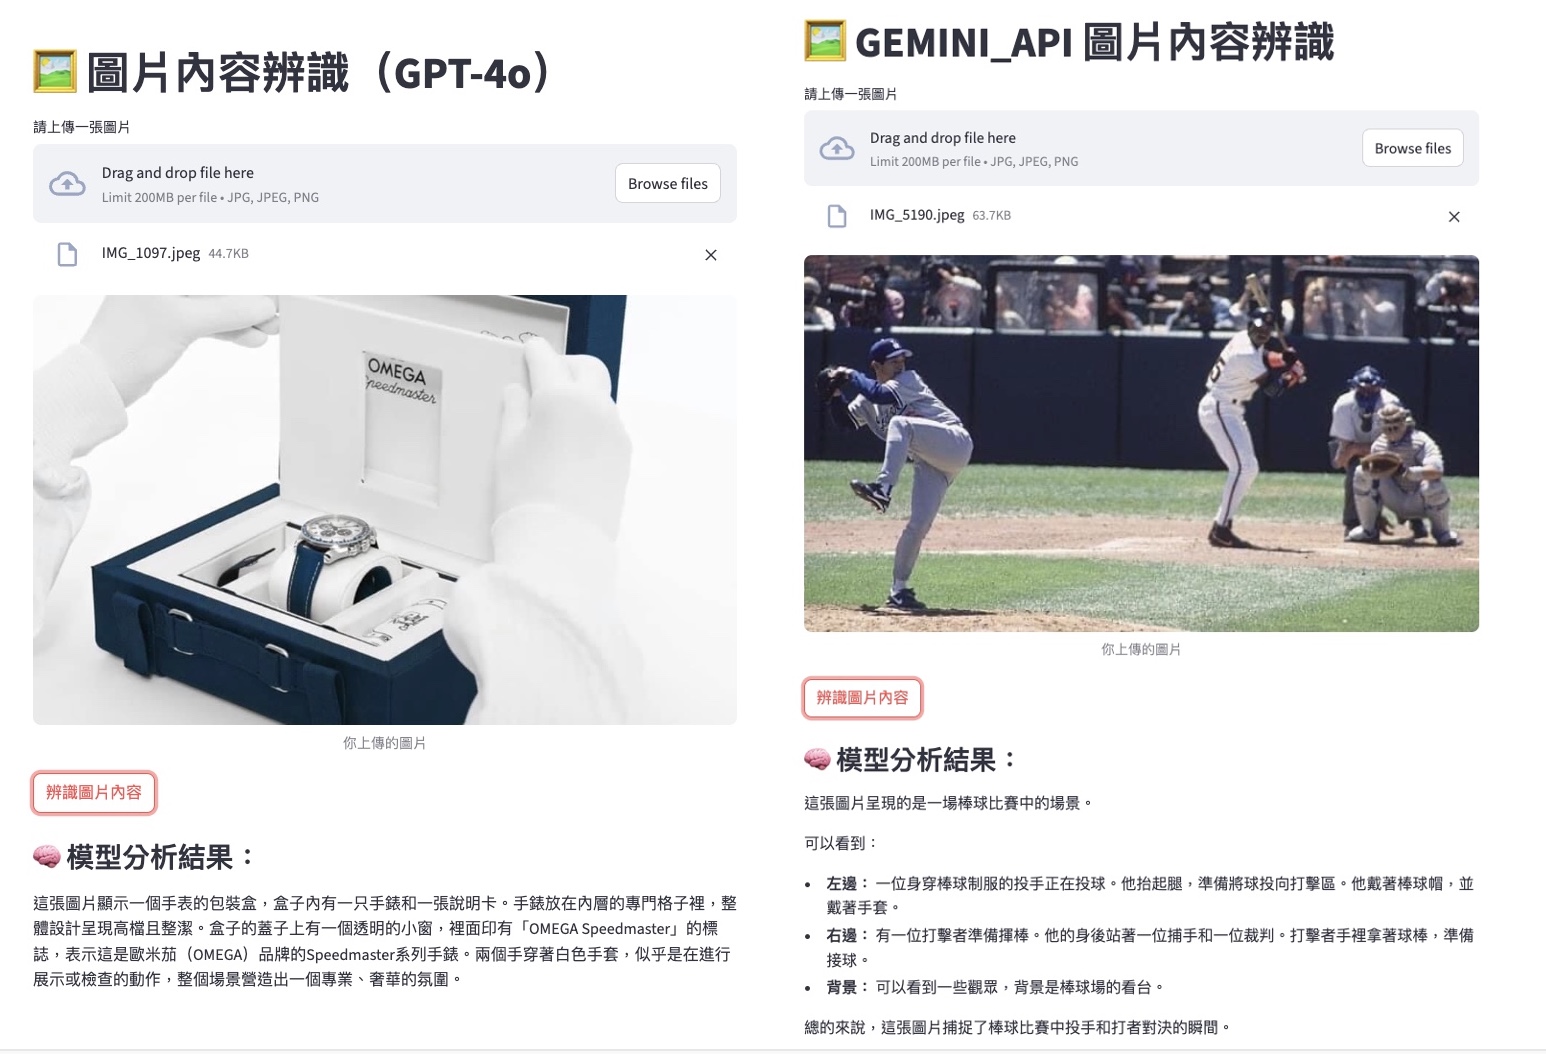 圖片內容辨識（GPT-4o）
請上傳一張圖片
Drag and drop file here
Limit 200MB per file • JPG, JPEG, PNG
Browse files
IMG_1097.jpeg 44.7KB
OMEGA
Speedmaster
你上傳的圖片
辨識圖片內容
模型分析結果：
這張圖片顯示一個手表的包裝盒，盒子內有一只手錶和一張說明卡。手錶放在內層的專門格子裡，整
體設計呈現高檔且整潔。盒子的蓋子上有一個透明的小窗，裡面印有「OMEGA Speedmaster」的標
誌，表示這是歐米茄（OMEGA）品牌的Speedmaster系列手錶。兩個手穿著白色手套，似乎是在進行
展示或檢查的動作，整個場景營造出一個專業、奢華的氛圍。
GEMINI_API 圖片內容辨識
請上傳一張圖片
Drag and drop file here
Limit 200MB per file • JPG, JPEG, PNG
Browse files
IMG_5190.jpeg 63.7KB
你上傳的圖片
辨識圖片內容
模型分析結果：
這張圖片呈現的是一場棒球比賽中的場景。
可以看到：
• 左邊： 一位身穿棒球制服的投手正在投球。他抬起腿，準備將球投向打擊區。他戴著棒球帽，並
戴著手套。
• 右邊： 有一位打擊者準備揮棒。他的身後站著一位捕手和一位裁判。打擊者手裡拿著球棒，準備
接球。
• 背景： 可以看到一些觀眾，背景是棒球場的看台。
總的來說，這張圖片捕捉了棒球比賽中投手和打者對決的瞬間。